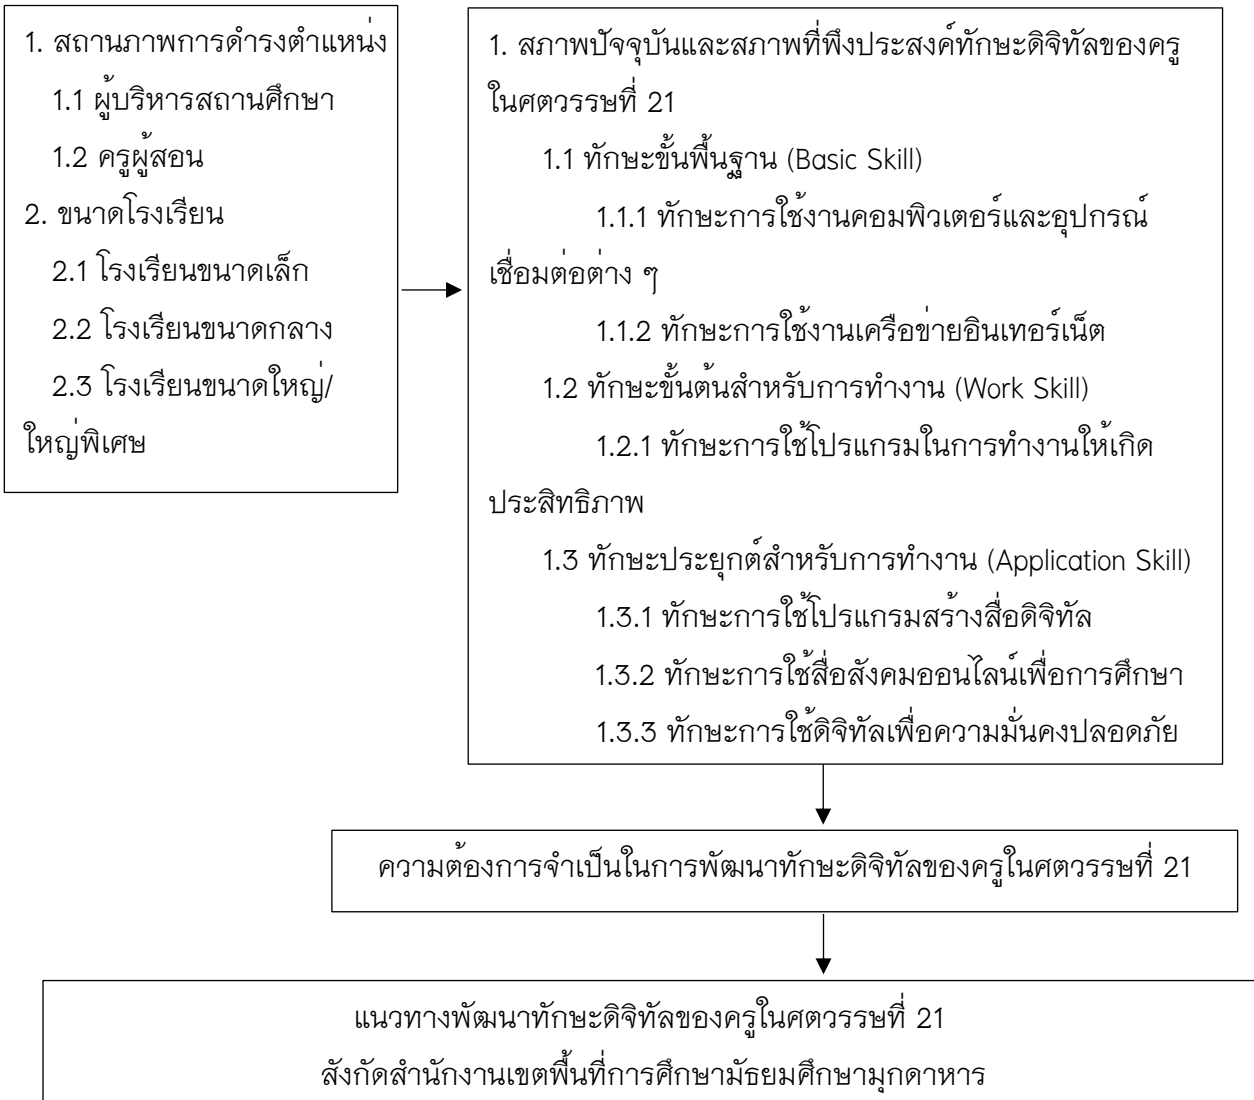 1. สถานภาพการดำรงตำแหน่ง
1.1 ผู้บริหารสถานศึกษา
1.2 ครูผู้สอน
2. ขนาดโรงเรียน
2.1 โรงเรียนขนาดเล็ก
2.2 โรงเรียนขนาดกลาง
2.3 โรงเรียนขนาดใหญ่/
ใหญ่พิเศษ
1. สภาพปัจจุบันและสภาพที่พึงประสงค์ทักษะดิจิทัลของครู
ในศตวรรษที่ 21
1.1 ทักษะขั้นพื้นฐาน (Basic Skill)
1.1.1 ทักษะการใช้งานคอมพิวเตอร์และอุปกรณ์
เชื่อมต่อต่าง ๆ
1.1.2 ทักษะการใช้งานเครือข่ายอินเทอร์เน็ต
1.2 ทักษะขั้นต้นสำหรับการทำงาน (Work Skill)
1.2.1 ทักษะการใช้โปรแกรมในการทำงานให้เกิด
ประสิทธิภาพ
1.3 ทักษะประยุกต์สำหรับการทำงาน (Application Skill)
1.3.1 ทักษะการใช้โปรแกรมสร้างสื่อดิจิทัล
1.3.2 ทักษะการใช้สื่อสังคมออนไลน์เพื่อการศึกษา
1.3.3 ทักษะการใช้ดิจิทัลเพื่อความมั่นคงปลอดภัย
ความต้องการจำเป็นในการพัฒนาทักษะดิจิทัลของครูในศตวรรษที่ 21
แนวทางพัฒนาทักษะดิจิทัลของครูในศตวรรษที่ 21
สังกัดสำนักงานเขตพื้นที่การศึกษามัธยมศึกษามุกดาหาร